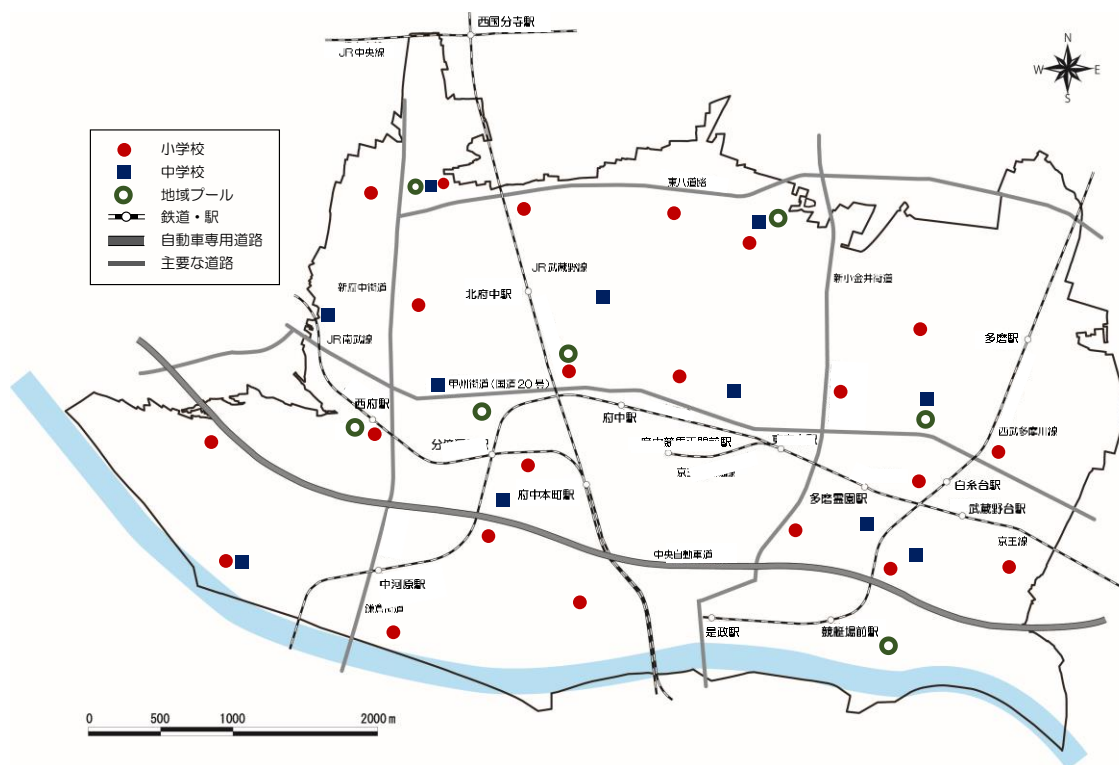 西国分寺駅
JR中央線
N
W
E
S
小学校
中学校
地域プール
鉄道・駅
自動車専用道路
主要な道路
東八道路
JR武蔵野線
新府中街道
北府中駅
新小金井街道
多磨駅
JR南武線
甲州街道(国道20号)
西府駅
府中駅
西武多摩川線
府中本町駅
多磨霊園駅
白糸台駅
武蔵野台駅
京王線
中央自動車道
中河原駅
是政駅
競艇場前駅
0
500
1000
2000m